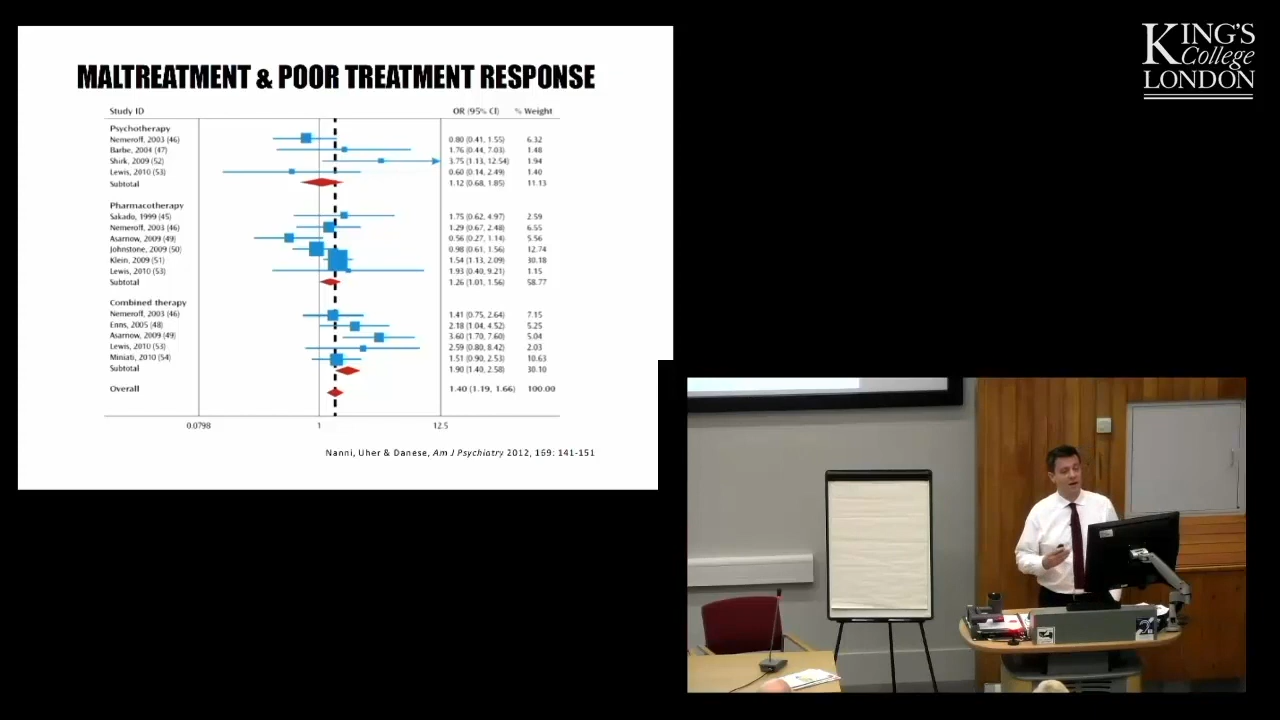 KING'S
College
LONDON
MALTREATMENT & POOR TREATMENT RESPONSE
Study ID OR (95% CI) % Weight
Psychotherapy
Nemeroff, 2003 (46) 0.80 (0.41, 1.55) 6.32
Barbe, 2004 (47) 1.76 (0.44, 7.03) 1.48
Shirk, 2009 (52) 3.75 (1.13, 12.54) 1.94
Lewis, 2010 (53) 0.60 (0.14, 2.49) 1.40
Subtotal 1.12 (0.68, 1.85) 11.13
Pharmacotherapy
Sakado, 1999 (45) 1.75 (0.62, 4.97) 2.59
Nemeroff, 2003 (46) 1.29 (0.67, 2.48) 6.55
Asarnow, 2009 (49) 0.56 (0.27, 1.14) 5.56
Johnstone, 2009 (50) 0.98 (0.61, 1.56) 12.74
Klein, 2009 (51) 1.54 (1.13, 2.09) 30.18
Lewis, 2010 (53) 1.93 (0.40, 9.21) 1.15
Subtotal 1.26 (1.01, 1.56) 58.77
Combined therapy
Nemeroff, 2003 (46) 1.41 (0.75, 2.64) 7.15
Enns, 2005 (48) 2.18 (1.04, 4.52) 5.25
Asarnow, 2009 (49) 3.60 (1.70, 7.60) 5.04
Lewis, 2010 (53) 2.59 (0.80, 8.42) 2.03
Miniati, 2010 (54) 1.51 (0.90, 2.53) 10.63
Subtotal 1.90 (1.40, 2.58) 30.10
Overall 1.40 (1.19, 1.66) 100.00
0.0798 1 12.5
Nanni, Uher & Danese, Am J Psychiatry 2012, 169: 141-151